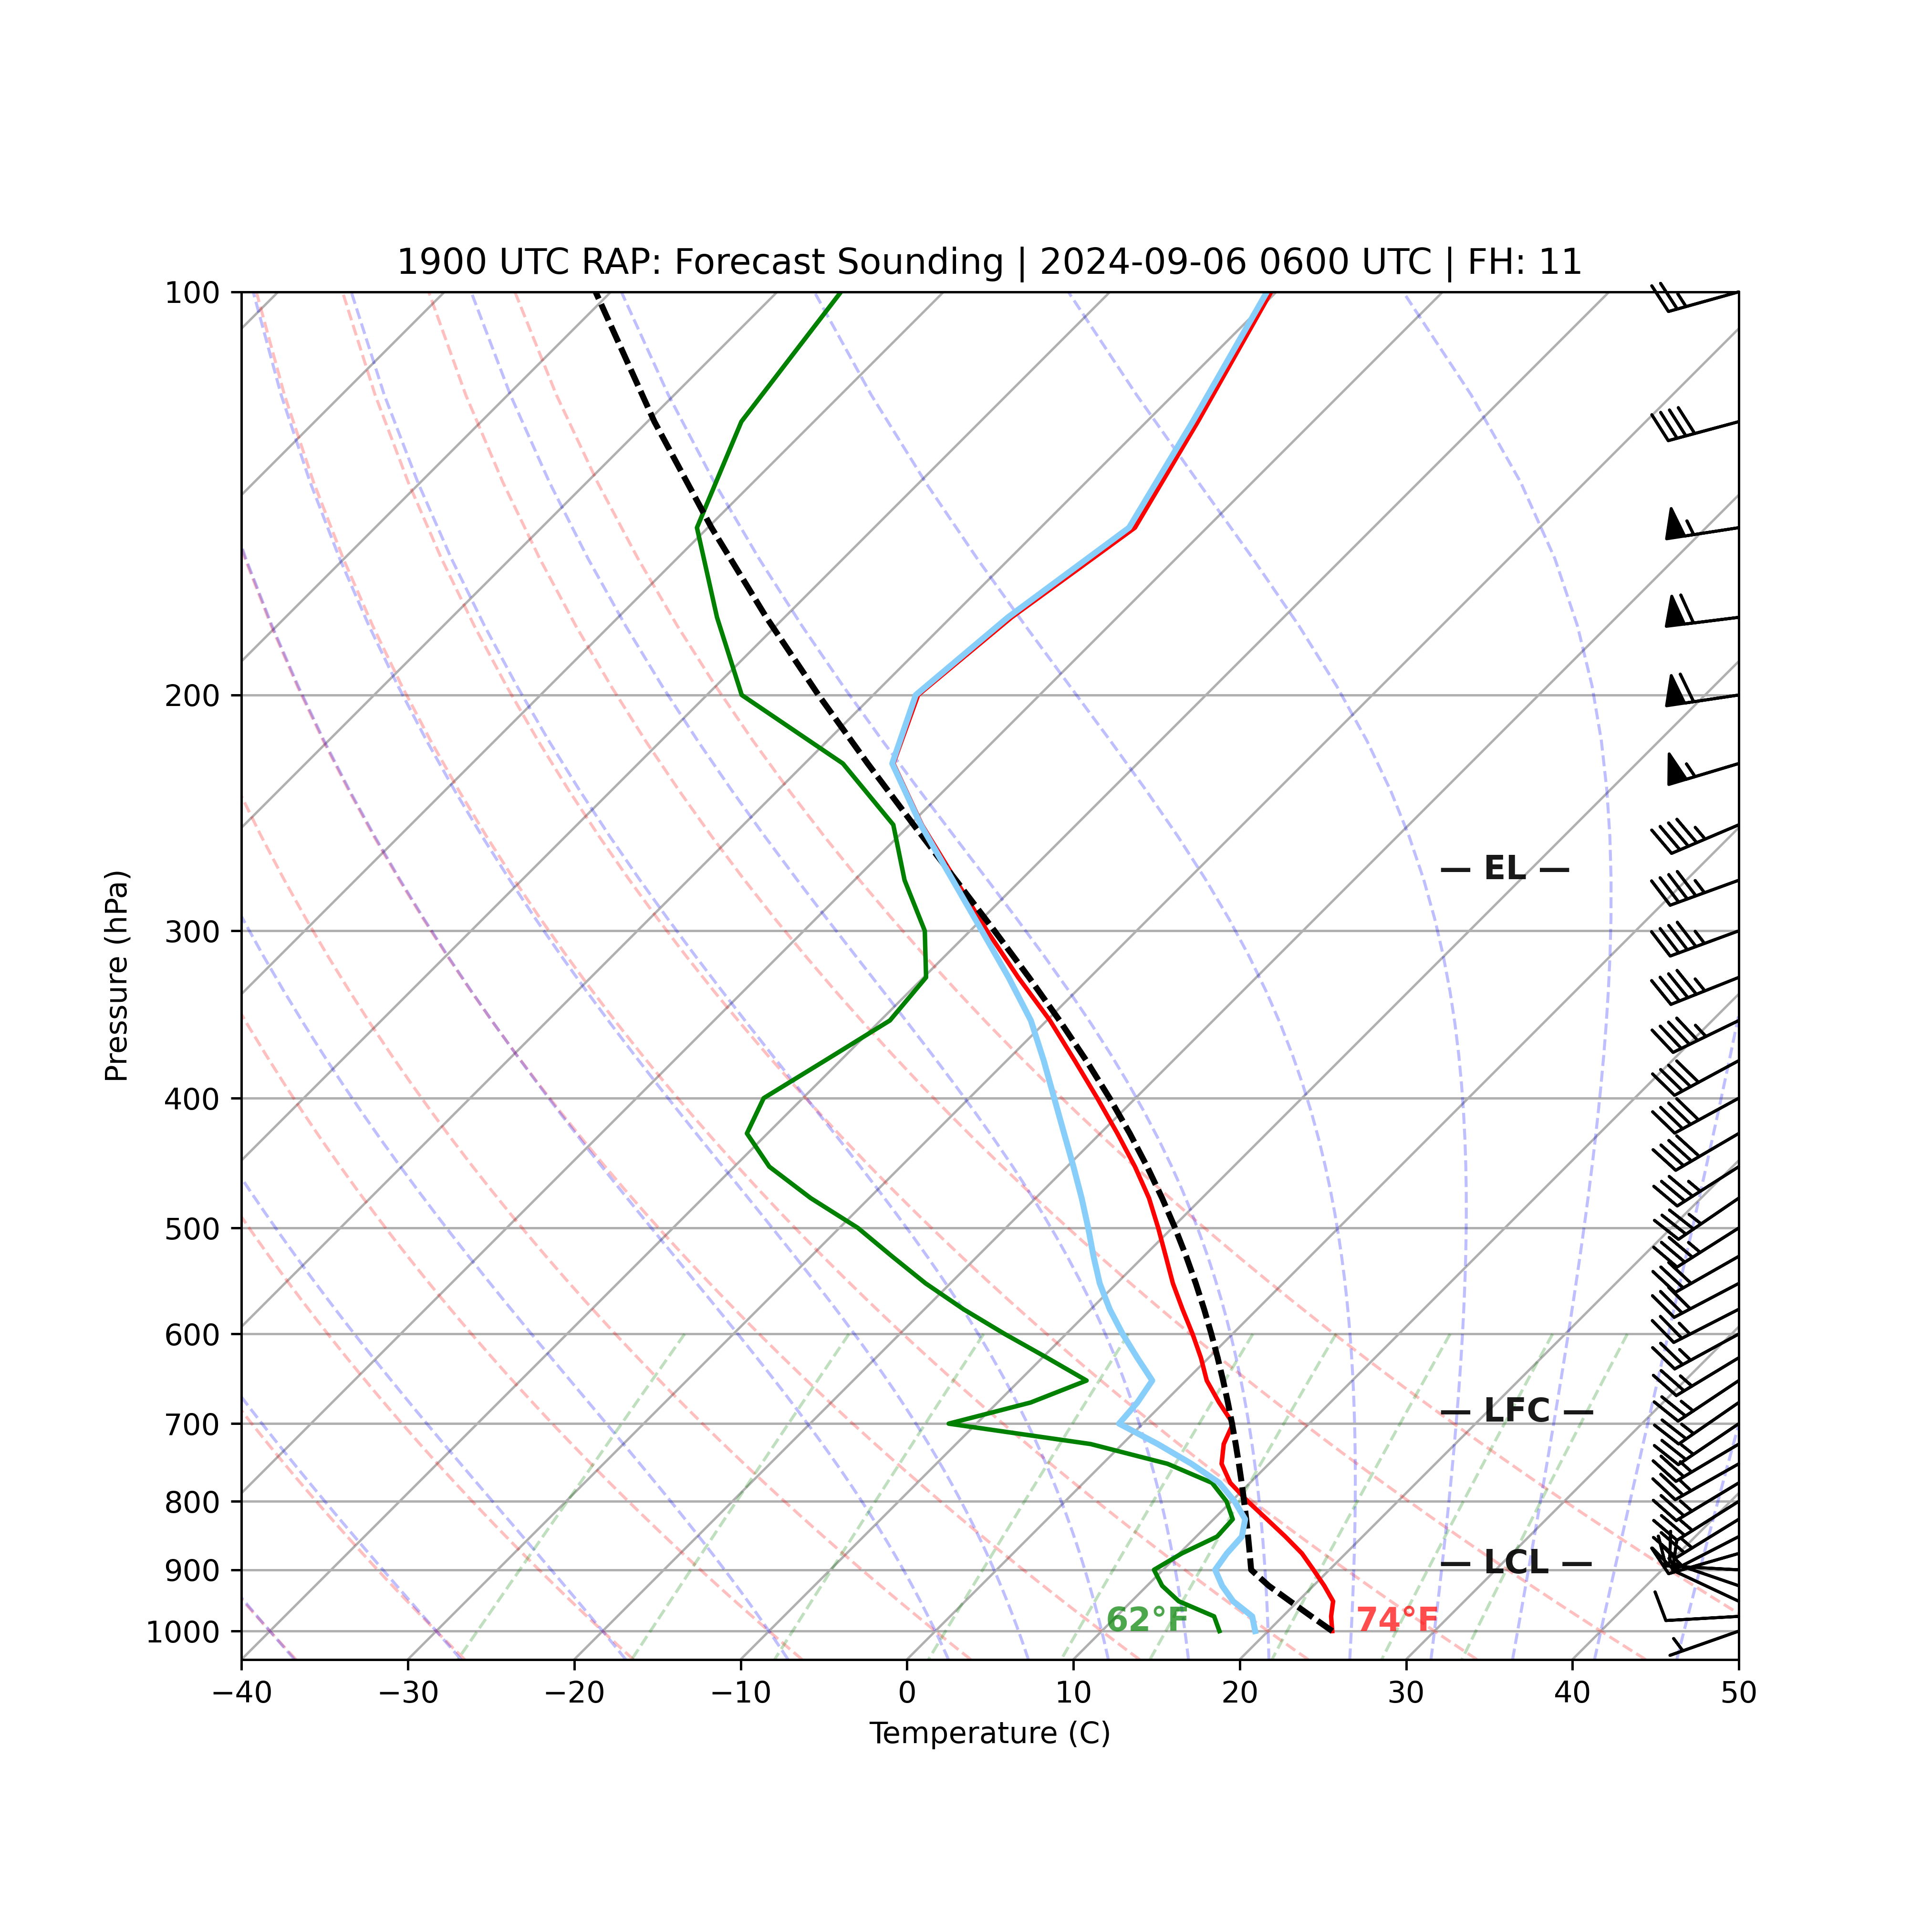 1900 UTC RAP: Forecast Sounding | 2024-09-06 0600 UTC | FH: 11
100
200
300
400
500
600
700
800
900
1000
Pressure (hPa)
— EL —
— LFC —
— LCL —
62°F
74°F
−40 −30 −20 −10 0 10 20 30 40 50
Temperature (C)